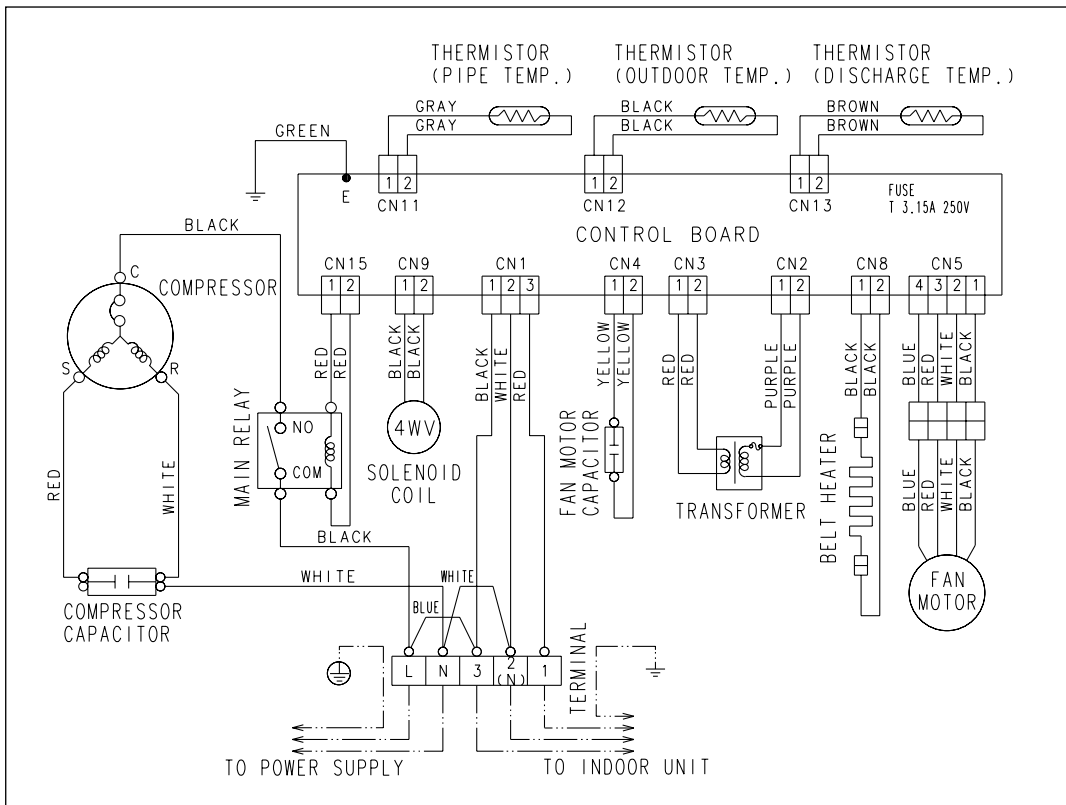 THERMISTOR
(PIPE TEMP.)
THERMISTOR
(OUTDOOR TEMP.)
THERMISTOR
(DISCHARGE TEMP.)
GRAY
GRAY
BLACK
BLACK
BROWN
BROWN
GREEN
E
1 2
CN11
1 2
CN12
1 2
CN13
FUSE
T 3.15A 250V
CONTROL BOARD
BLACK
C
COMPRESSOR
S
R
CN15
1 2
CN9
1 2
CN1
1 2 3
CN4
1 2
CN3
1 2
CN2
1 2
CN8
1 2
CN5
4 3 2 1
RED
RED
BLACK
BLACK
BLACK
WHITE
RED
YELLOW
YELLOW
RED
RED
PURPLE
PURPLE
BLACK
BLACK
BLUE
RED
WHITE
BLACK
MAIN RELAY
NO
COM
4WV
SOLENOID
COIL
FAN MOTOR
CAPACITOR
TRANSFORMER
BELT HEATER
BLUE
RED
WHITE
BLACK
FAN
MOTOR
RED
WHITE
BLACK
WHITE
WHITE
BLUE
COMPRESSOR
CAPACITOR
L N 3 2 1
(N)
TERMINAL
TO POWER SUPPLY
TO INDOOR UNIT